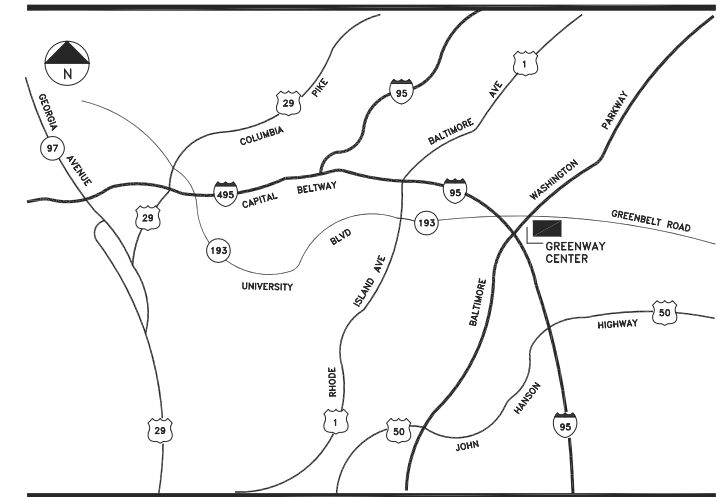 N
GEORGIA
AVENUE
97
29
COLUMBIA
PIKE
95
1
BALTIMORE
AVE
WASHINGTON
PARKWAY
495
CAPITAL
BELTWAY
95
29
193
UNIVERSITY
BLVD
193
GREENBELT ROAD
GREENWAY
CENTER
ISLAND AVE
RHODE
BALTIMORE
50
HIGHWAY
HANSON
JOHN
29
1
50
95